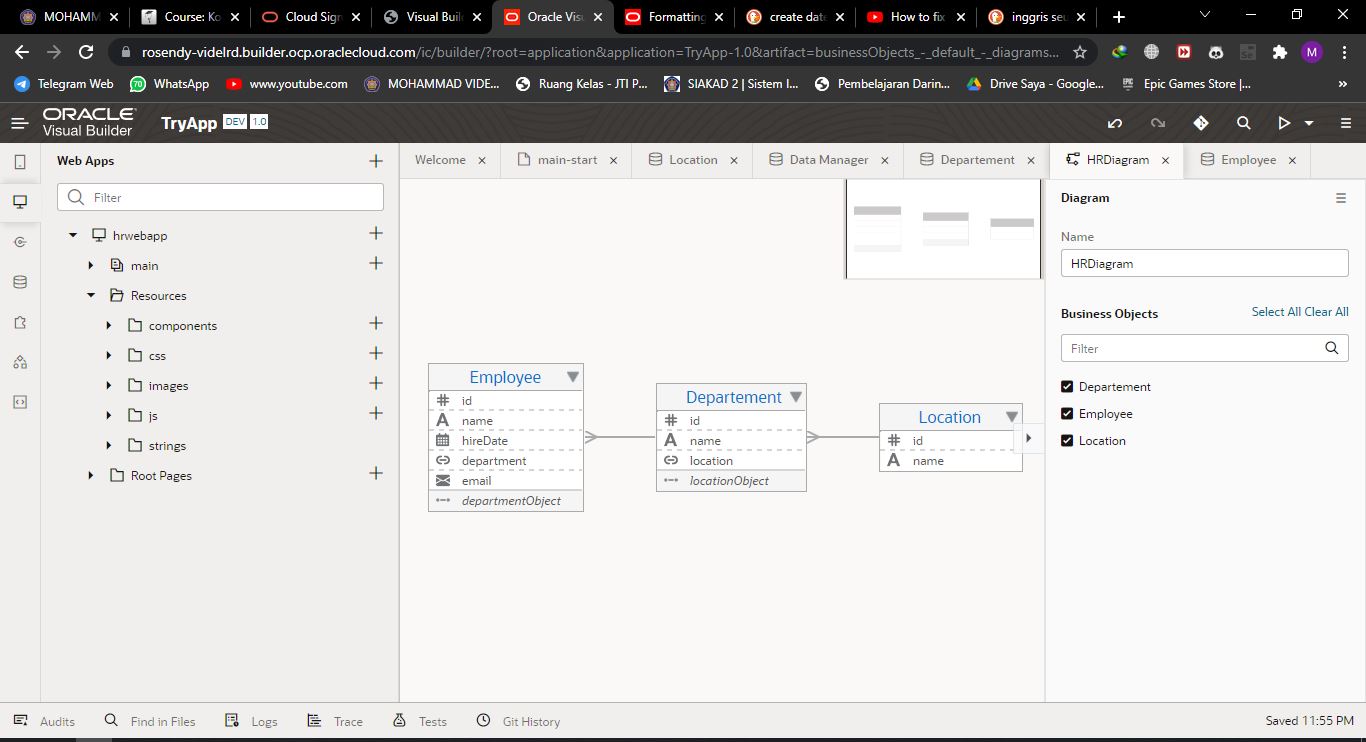 MOHAMM
Course: Ko
Cloud Sign
Visual Buil
Oracle Visu
Formatting
create date
How to fix
inggris seu
rosendy-videlrd.builder.ocp.oraclecloud.com/ic/builder/?root=application&application=TryApp-1.0&artifact=businessObjects_-_default_-_diagrams...
M
Telegram Web
70
WhatsApp
www.youtube.com
MOHAMMAD VIDE...
Ruang Kelas - JTI P...
SIAKAD 2 | Sistem I...
Pembelajaran Darin...
Drive Saya - Google...
Epic Games Store |...
»
ORACLE
Visual Builder
TryApp DEV 1.0
Web Apps
Welcome
main-start
Location
Data Manager
Departement
HRDiagram
Employee
Filter
hrwebapp
main
Resources
components
css
images
js
strings
Root Pages
Employee
id
name
hireDate
department
email
departmentObject
Departement
id
name
location
locationObject
Location
id
name
Diagram
Name
HRDiagram
Business Objects
Select All Clear All
Filter
Departement
Employee
Location
Audits
Find in Files
Logs
Trace
Tests
Git History
Saved 11:55 PM